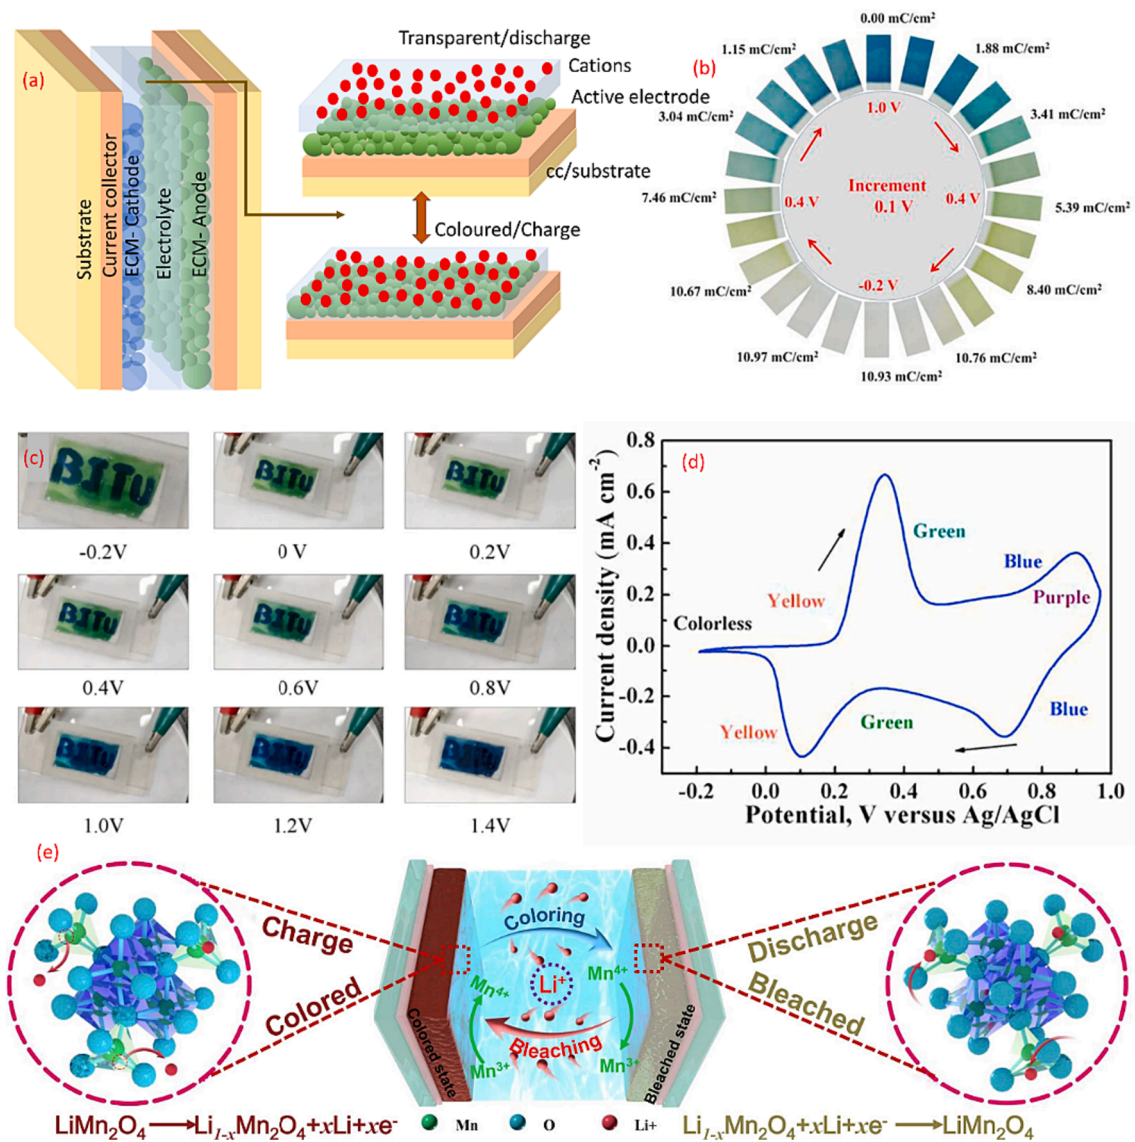 (a)
Substrate
Current collector
ECM- Cathode
Electrolyte
ECM- Anode
Transparent/discharge
Cations
Active electrode
cc/substrate
Coloured/Charge
(b)
0.00 mC/cm²
1.88 mC/cm²
3.41 mC/cm²
5.39 mC/cm²
8.40 mC/cm²
10.76 mC/cm²
10.93 mC/cm²
10.97 mC/cm²
10.67 mC/cm²
7.46 mC/cm²
3.04 mC/cm²
1.15 mC/cm²
1.0 V
0.4 V
Increment
0.1 V
0.4 V
-0.2 V
(c)
BITU
BITU
BITU
-0.2V
0 V
0.2V
BITU
BITU
BITU
0.4V
0.6V
0.8V
BITU
BITU
BITU
1.0V
1.2V
1.4V
(d)
Current density (mA cm⁻²)
0.8
0.6
0.4
0.2
0.0
-0.2
-0.4
Green
Blue
Yellow
Purple
Colorless
Yellow
Green
Blue
-0.2
0.0
0.2
0.4
0.6
0.8
1.0
Potential, V versus Ag/AgCl
(e)
Charge
Colored
Colored state
Coloring
Mn⁴⁺
Mn³⁺
Li⁺
Mn⁴⁺
Mn³⁺
Bleaching
Bleached state
Discharge
Bleached
LiMn₂O₄ → Li₁₋ₓMn₂O₄+xLi+xe⁻
Mn
O
Li+
Li₁₋ₓMn₂O₄+xLi+xe⁻ → LiMn₂O₄